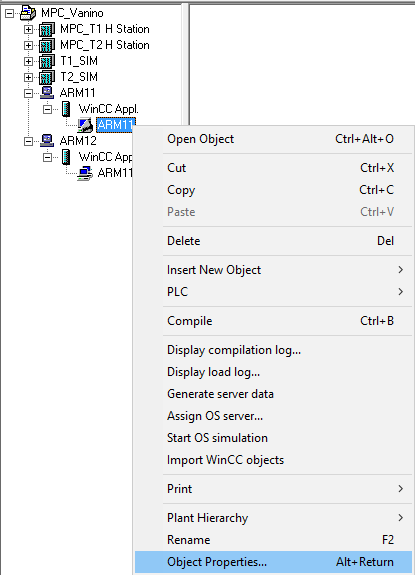 MPC_Vanino
MPC_T1 H Station
MPC_T2 H Station
T1_SIM
T2_SIM
ARM11
WinCC Appl.
ARM11
ARM12
WinCC App
ARM11
Open Object Ctrl+Alt+O
Cut Ctrl+X
Copy Ctrl+C
Paste Ctrl+V
Delete Del
Insert New Object
PLC
Compile Ctrl+B
Display compilation log...
Display load log...
Generate server data
Assign OS server...
Start OS simulation
Import WinCC objects
Print
Plant Hierarchy
Rename F2
Object Properties... Alt+Return